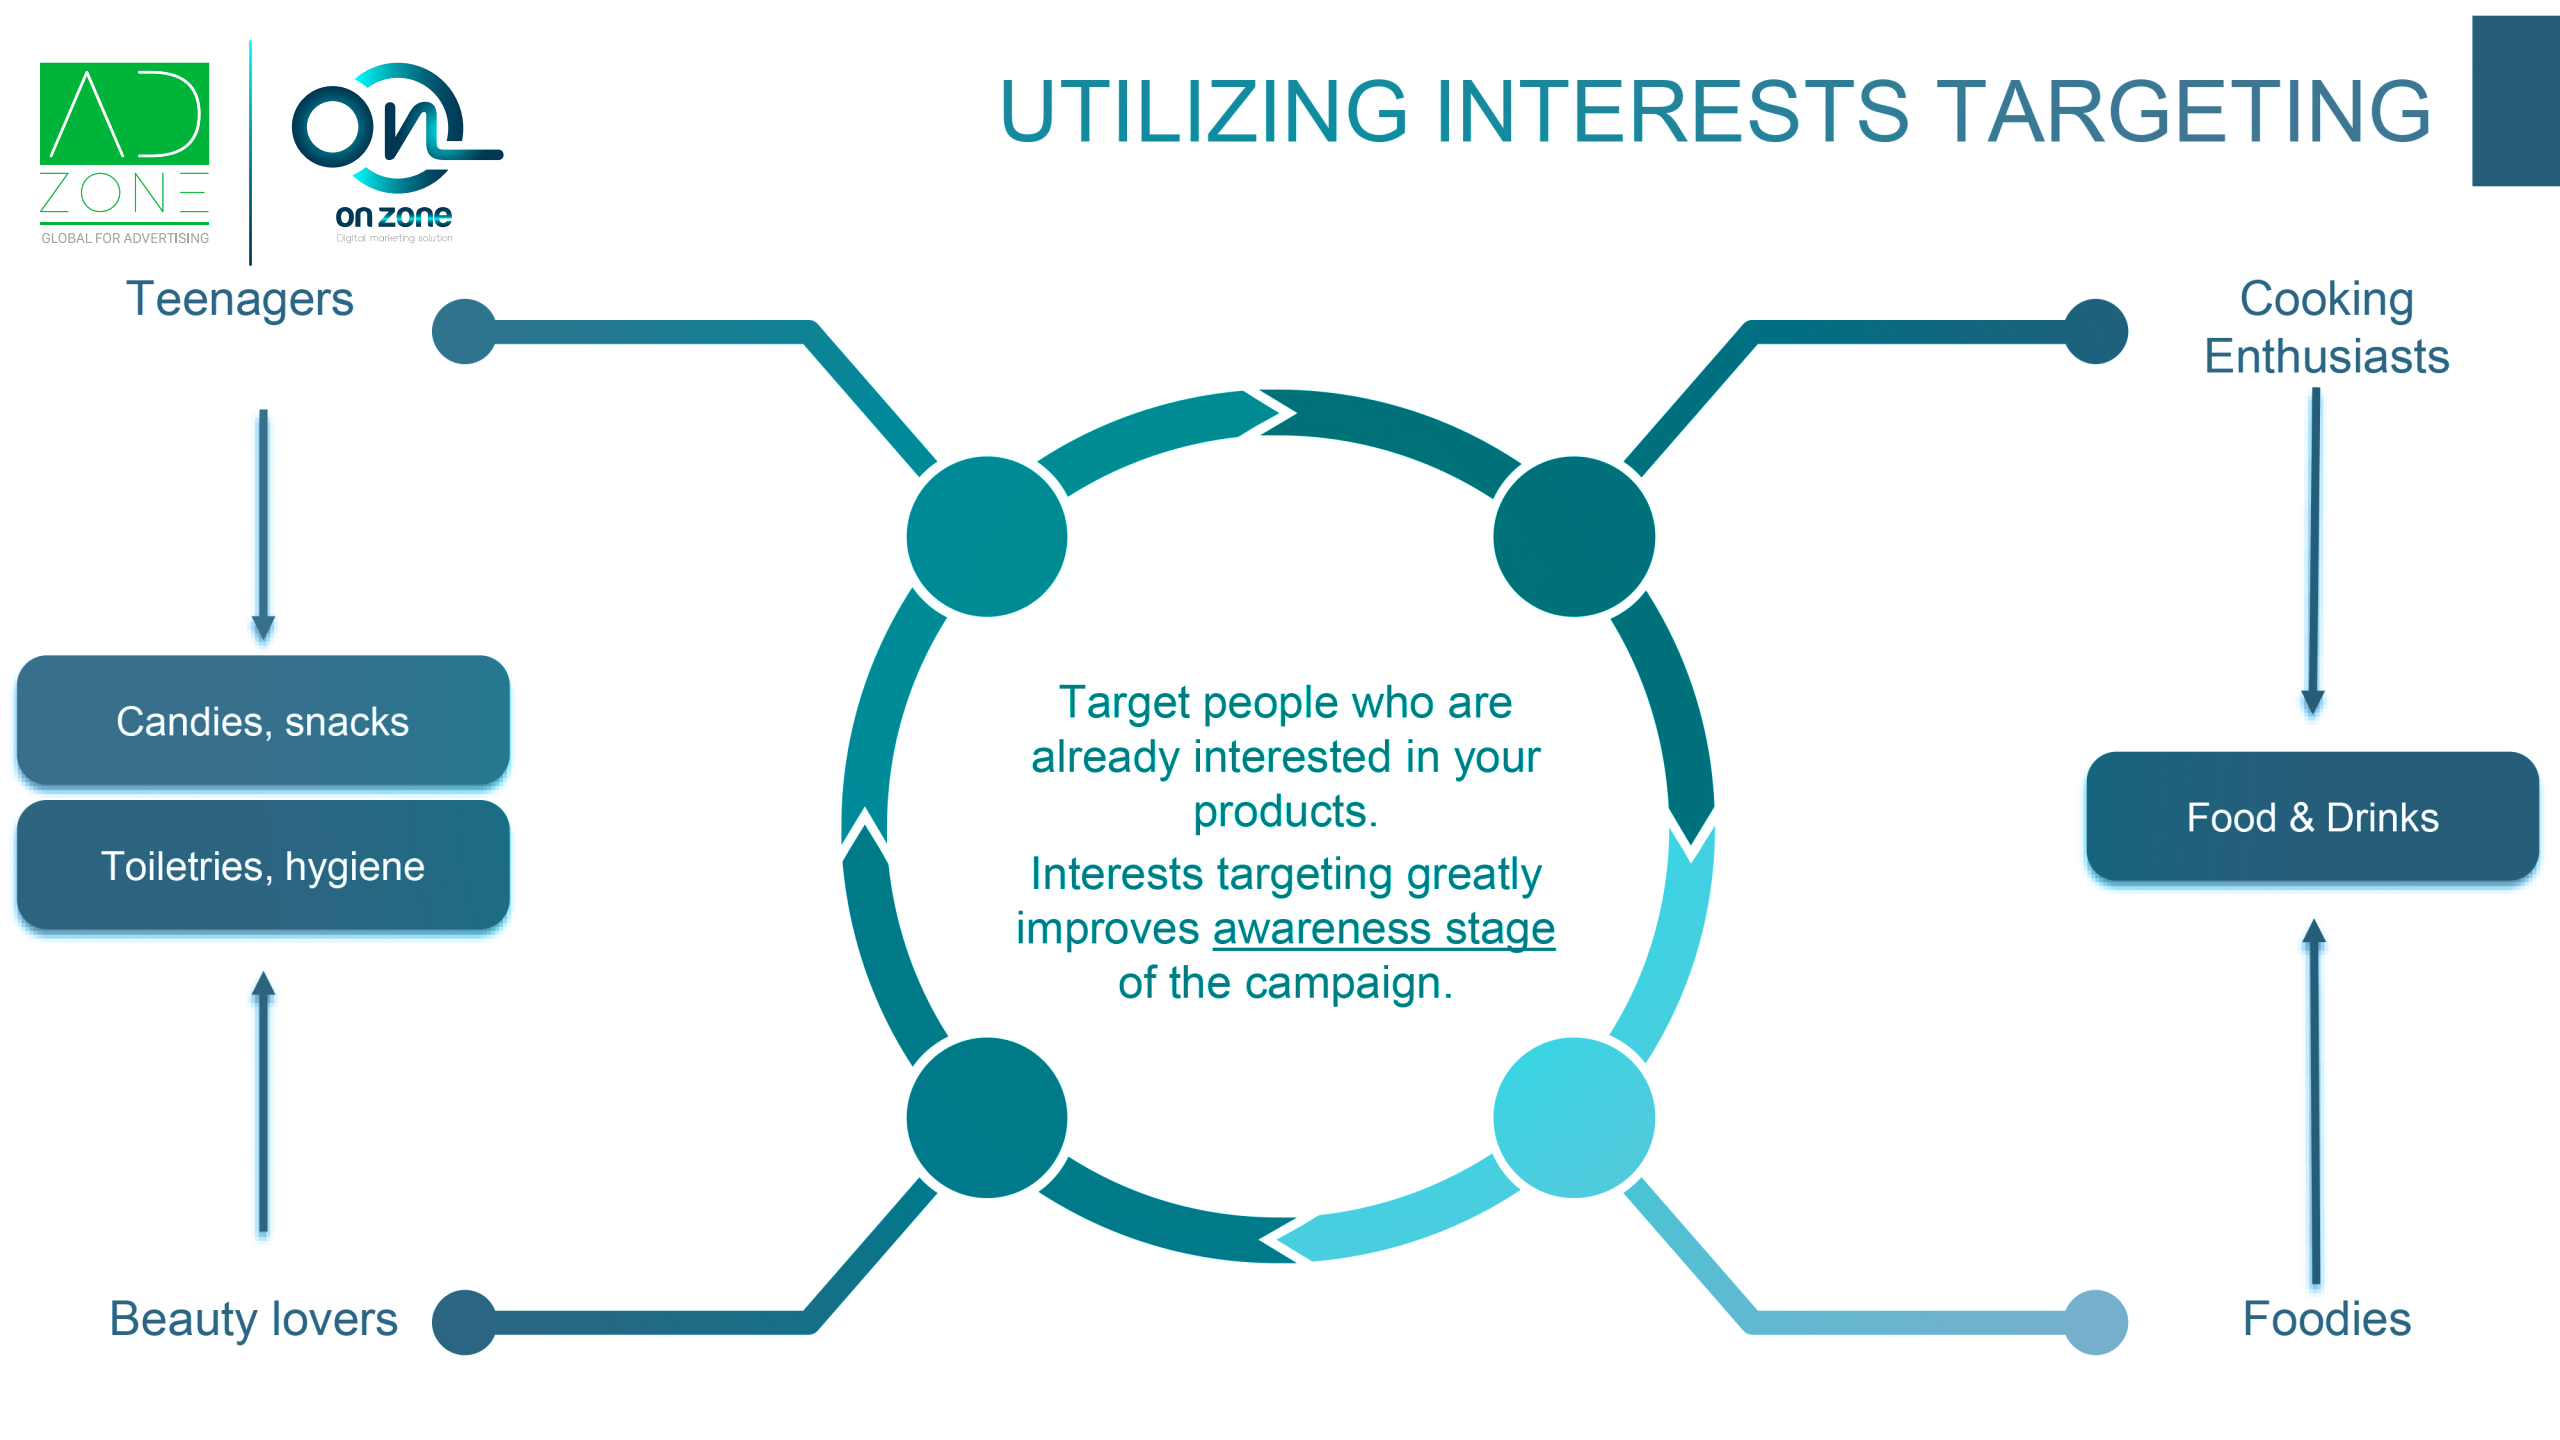 AD
ZONE
GLOBAL FOR ADVERTISING
on
on zone
Digital marketing solution
UTILIZING INTERESTS TARGETING
Teenagers
Candies, snacks
Toiletries, hygiene
Beauty lovers
Target people who are
already interested in your
products.
Interests targeting greatly
improves awareness stage
of the campaign.
Cooking
Enthusiasts
Food & Drinks
Foodies